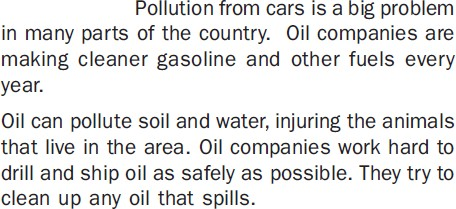 Pollution from cars is a big problem
in many parts of the country. Oil companies are
making cleaner gasoline and other fuels every
year.
Oil can pollute soil and water, injuring the animals
that live in the area. Oil companies work hard to
drill and ship oil as safely as possible. They try to
clean up any oil that spills.